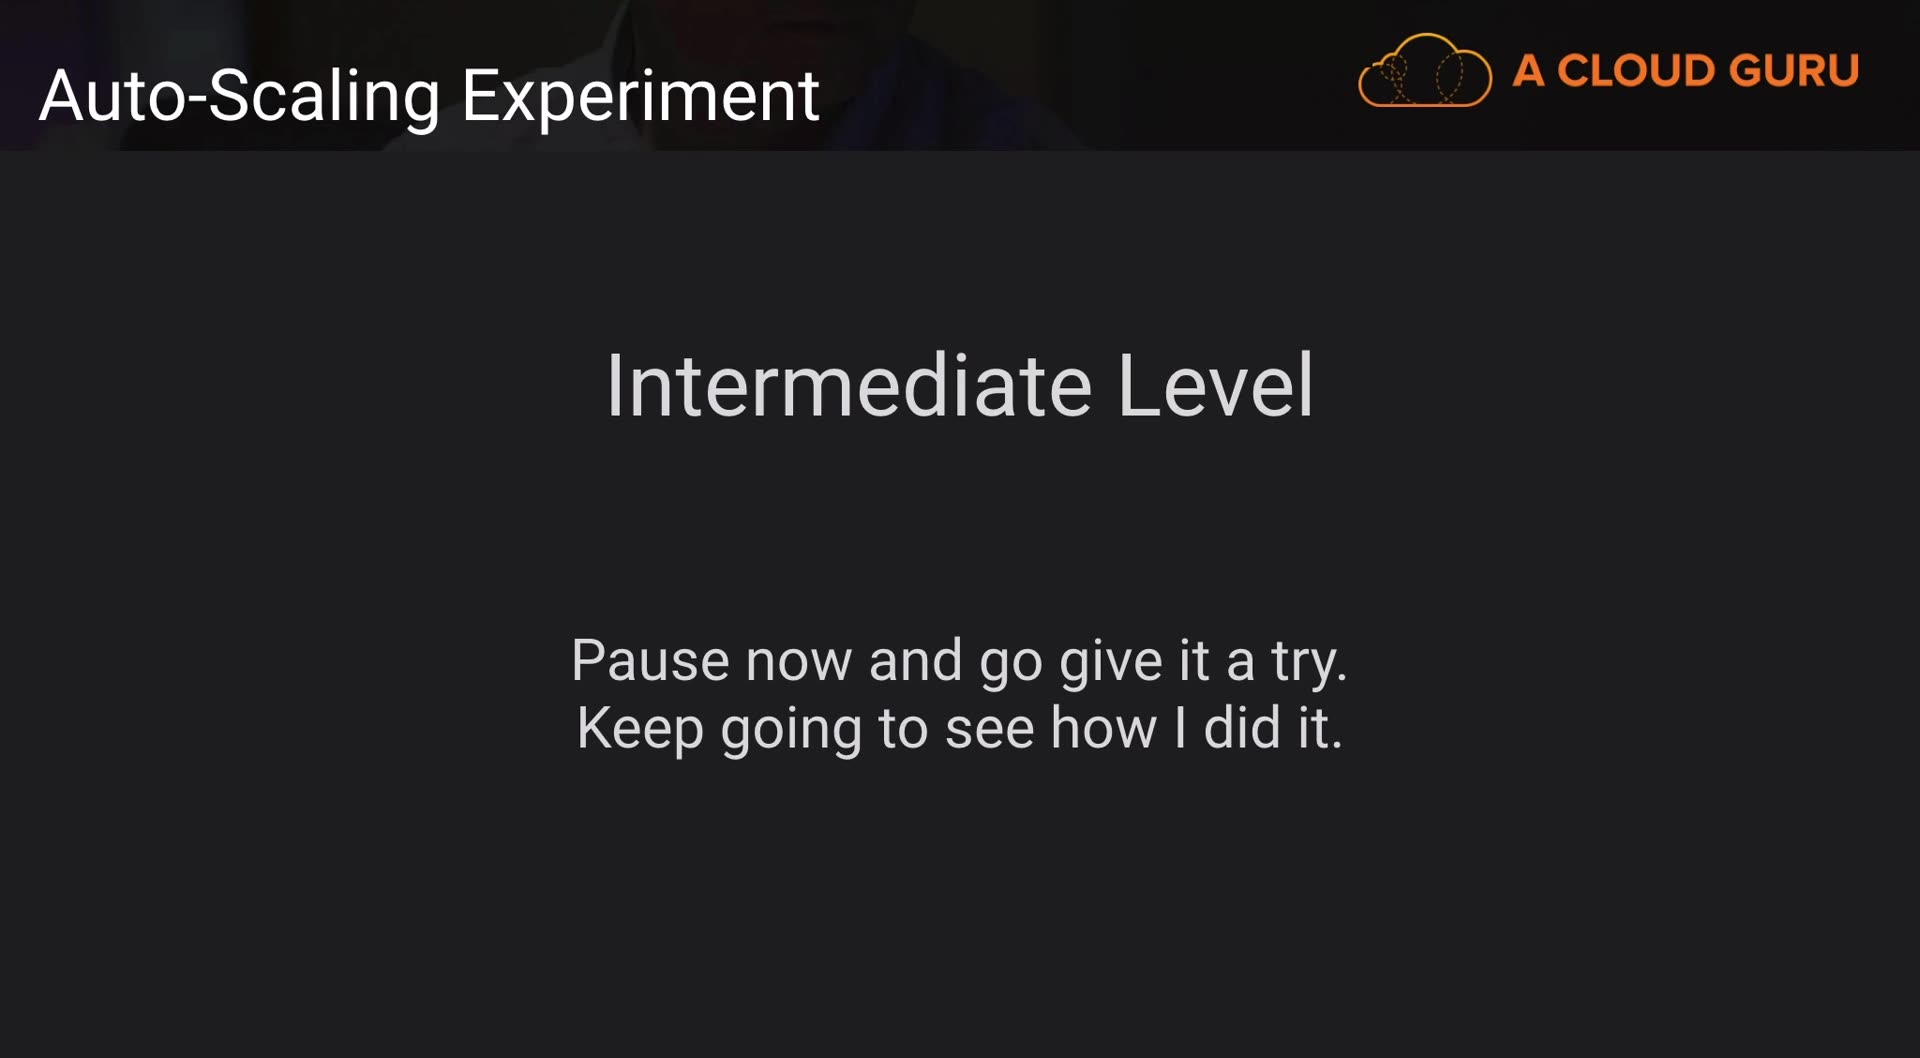 Auto-Scaling Experiment
A CLOUD GURU
Intermediate Level
Pause now and go give it a try.
Keep going to see how I did it.